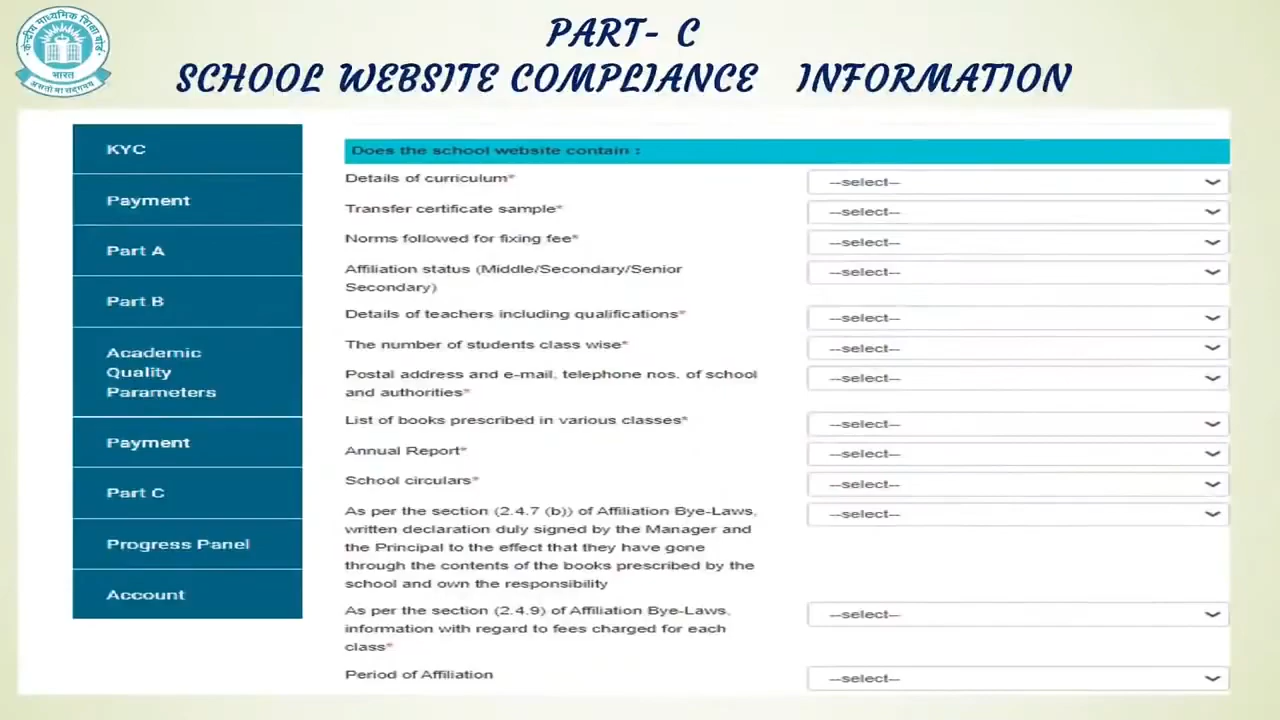 केन्द्रीय माध्यमिक शिक्षा बोर्ड
भारत
असतो मा सद्गमय
PART- C
SCHOOL WEBSITE COMPLIANCE INFORMATION
KYC
Payment
Part A
Part B
Academic
Quality
Parameters
Payment
Part C
Progress Panel
Account
Does the school website contain :
Details of curriculum* --select--
Transfer certificate sample* --select--
Norms followed for fixing fee* --select--
Affiliation status (Middle/Secondary/Senior --select--
Secondary)
Details of teachers including qualifications* --select--
The number of students class wise* --select--
Postal address and e-mail, telephone nos. of school --select--
and authorities*
List of books prescribed in various classes* --select--
Annual Report* --select--
School circulars* --select--
As per the section (2.4.7 (b)) of Affiliation Bye-Laws, --select--
written declaration duly signed by the Manager and
the Principal to the effect that they have gone
through the contents of the books prescribed by the
school and own the responsibility
As per the section (2.4.9) of Affiliation Bye-Laws, --select--
information with regard to fees charged for each
class*
Period of Affiliation --select--